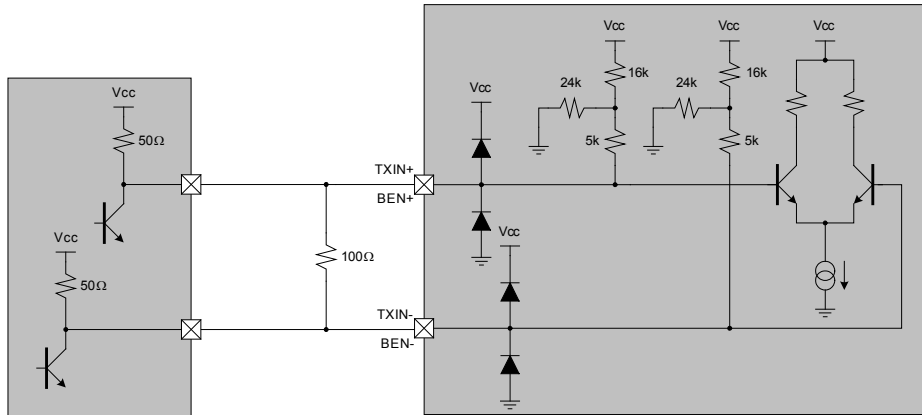 Vcc
Vcc
Vcc
16k
16k
24k
24k
Vcc
Vcc
50Ω
5k
5k
TXIN+
BEN+
Vcc
Vcc
50Ω
100Ω
TXIN-
BEN-